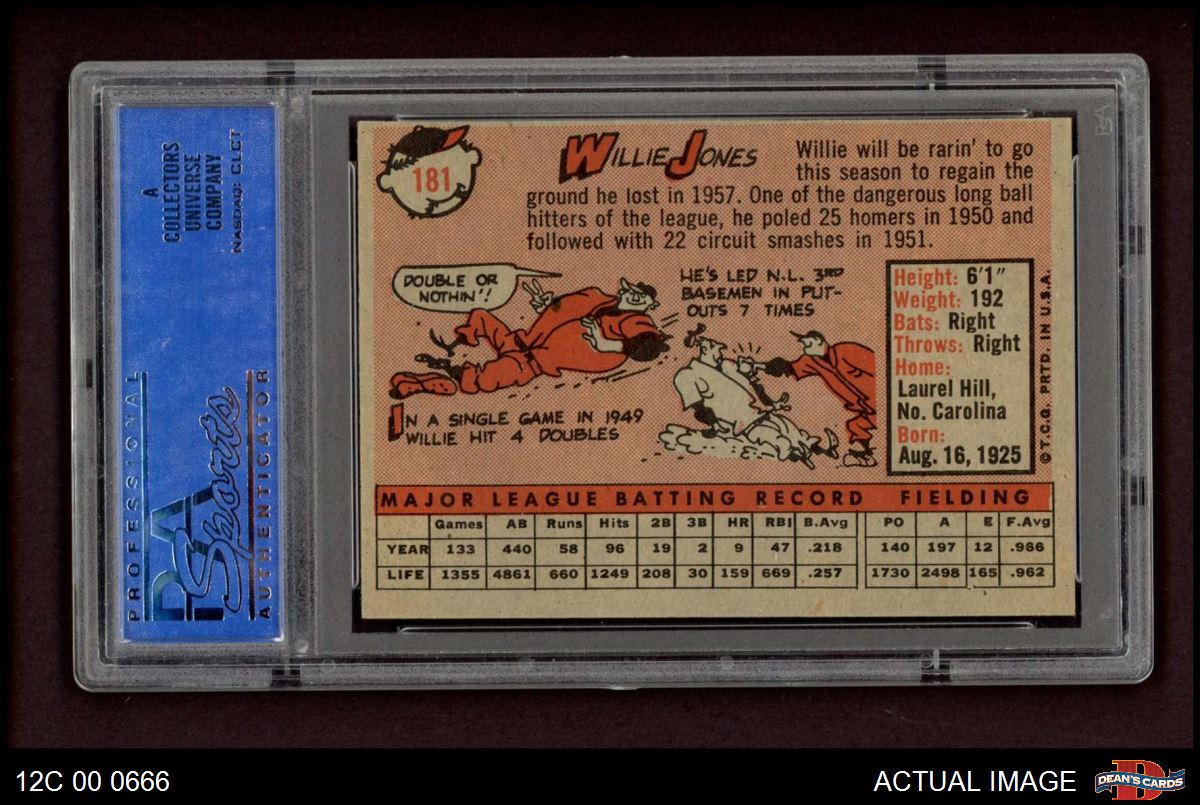 A
COLLECTORS
UNIVERSE
COMPANY
NASDAQ: CLCT
PROFESSIONAL
PSA
Sports
AUTHENTICATOR
181
WILLIE JONES
Willie will be rarin' to go
this season to regain the
ground he lost in 1957. One of the dangerous long ball
hitters of the league, he poled 25 homers in 1950 and
followed with 22 circuit smashes in 1951.
DOUBLE OR
NOTHIN'!
IN A SINGLE GAME IN 1949
WILLIE HIT 4 DOUBLES
HE'S LED N.L. 3RD
BASEMEN IN PUT-
OUTS 7 TIMES
Height: 6'1"
Weight: 192
Bats: Right
Throws: Right
Home:
Laurel Hill,
No. Carolina
Born:
Aug. 16, 1925
©T.C.G. PRTD. IN U.S.A.
MAJOR LEAGUE BATTING RECORD FIELDING
Games AB Runs Hits 2B 3B HR RBI B.Avg PO A E F.Avg
YEAR 133 440 58 96 19 2 9 47 .218 140 197 12 .966
LIFE 1355 4861 660 1249 208 30 159 669 .257 1730 2498 165 .962
12C 00 0666
ACTUAL IMAGE
D
DEAN'S CARDS